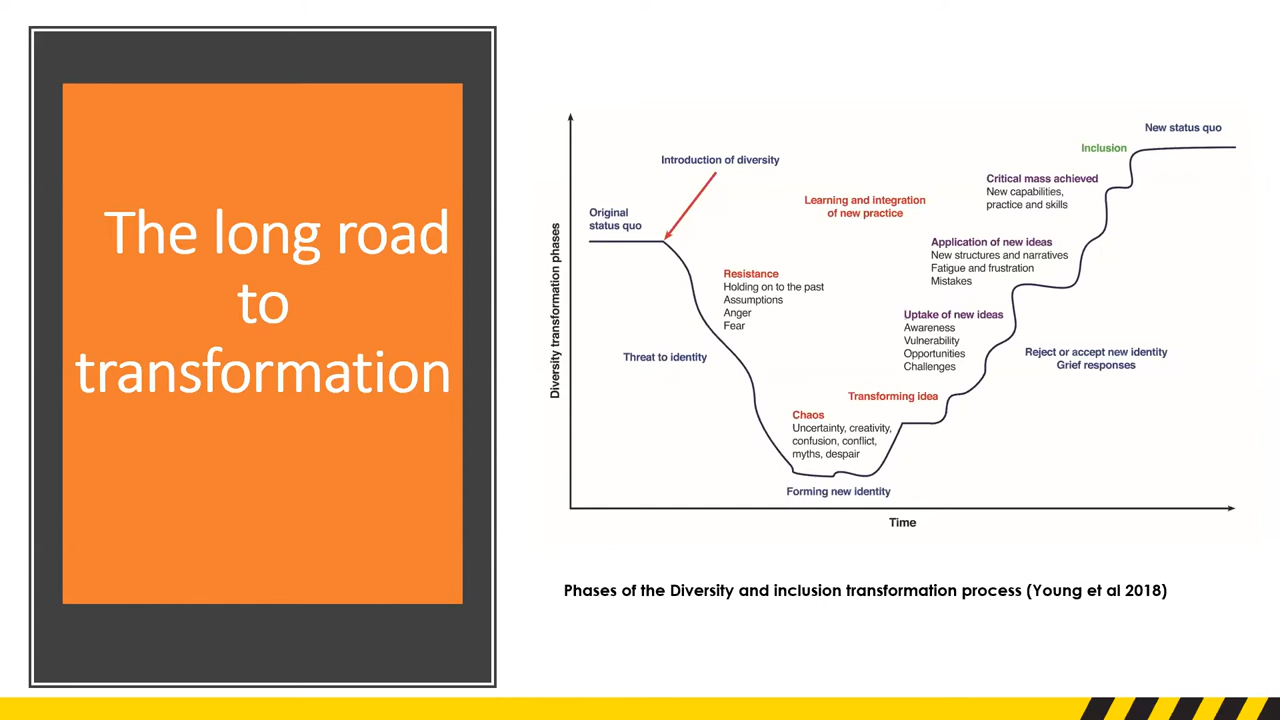 The long road
to
transformation
New status quo
Inclusion
Introduction of diversity
Critical mass achieved
New capabilities,
practice and skills
Learning and integration
of new practice
Original
status quo
Application of new ideas
New structures and narratives
Fatigue and frustration
Mistakes
Resistance
Holding on to the past
Assumptions
Anger
Fear
Uptake of new ideas
Awareness
Vulnerability
Opportunities
Challenges
Threat to identity
Reject or accept new identity
Grief responses
Transforming idea
Chaos
Uncertainty, creativity,
confusion, conflict,
myths, despair
Forming new identity
Diversity transformation phases
Time
Phases of the Diversity and inclusion transformation process (Young et al 2018)